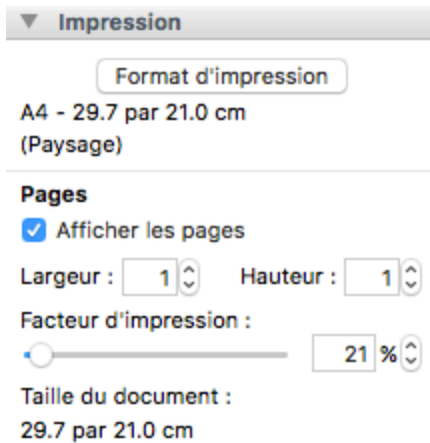 Impression
Format d'impression
A4 - 29.7 par 21.0 cm
(Paysage)
Pages
Afficher les pages
Largeur : 1 Hauteur : 1
Facteur d'impression :
21 %
Taille du document :
29.7 par 21.0 cm